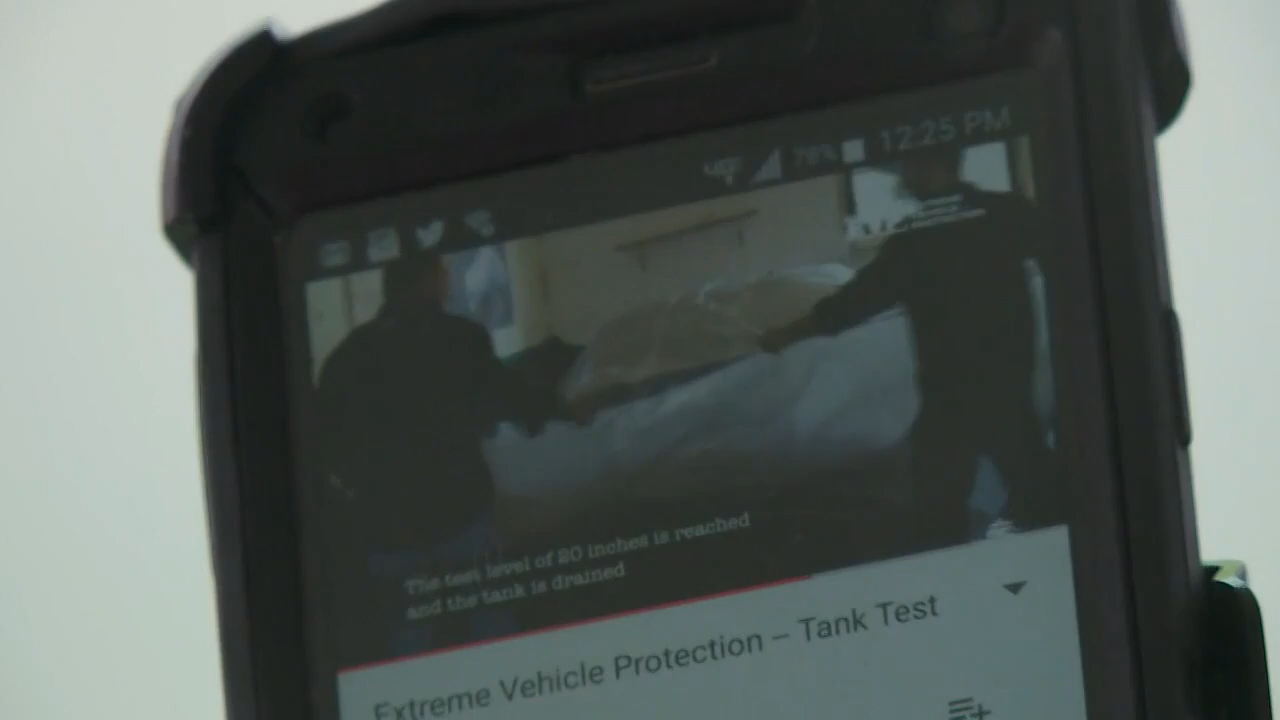 78% 12:25 PM
The test level of 20 inches is reached
and the tank is drained
Extreme Vehicle Protection – Tank Test